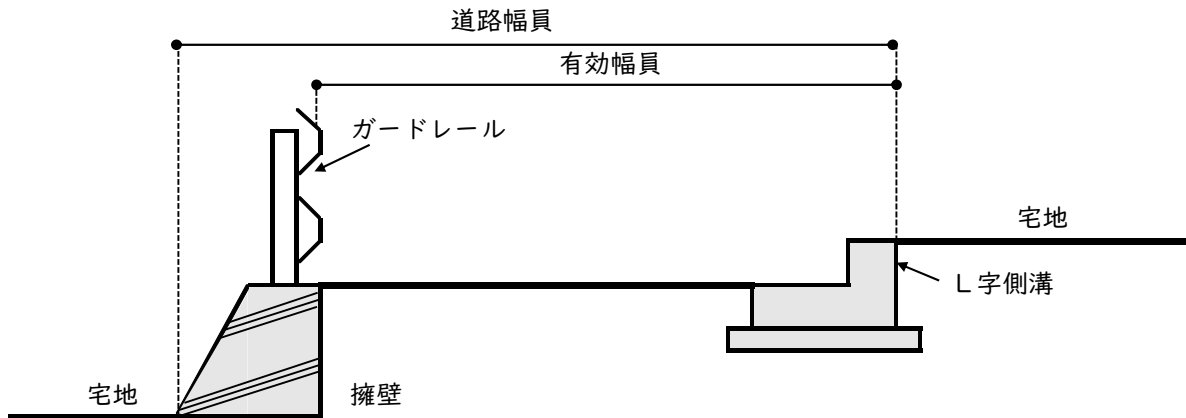 道路幅員
有効幅員
ガードレール
宅地
L字側溝
宅地
擁壁